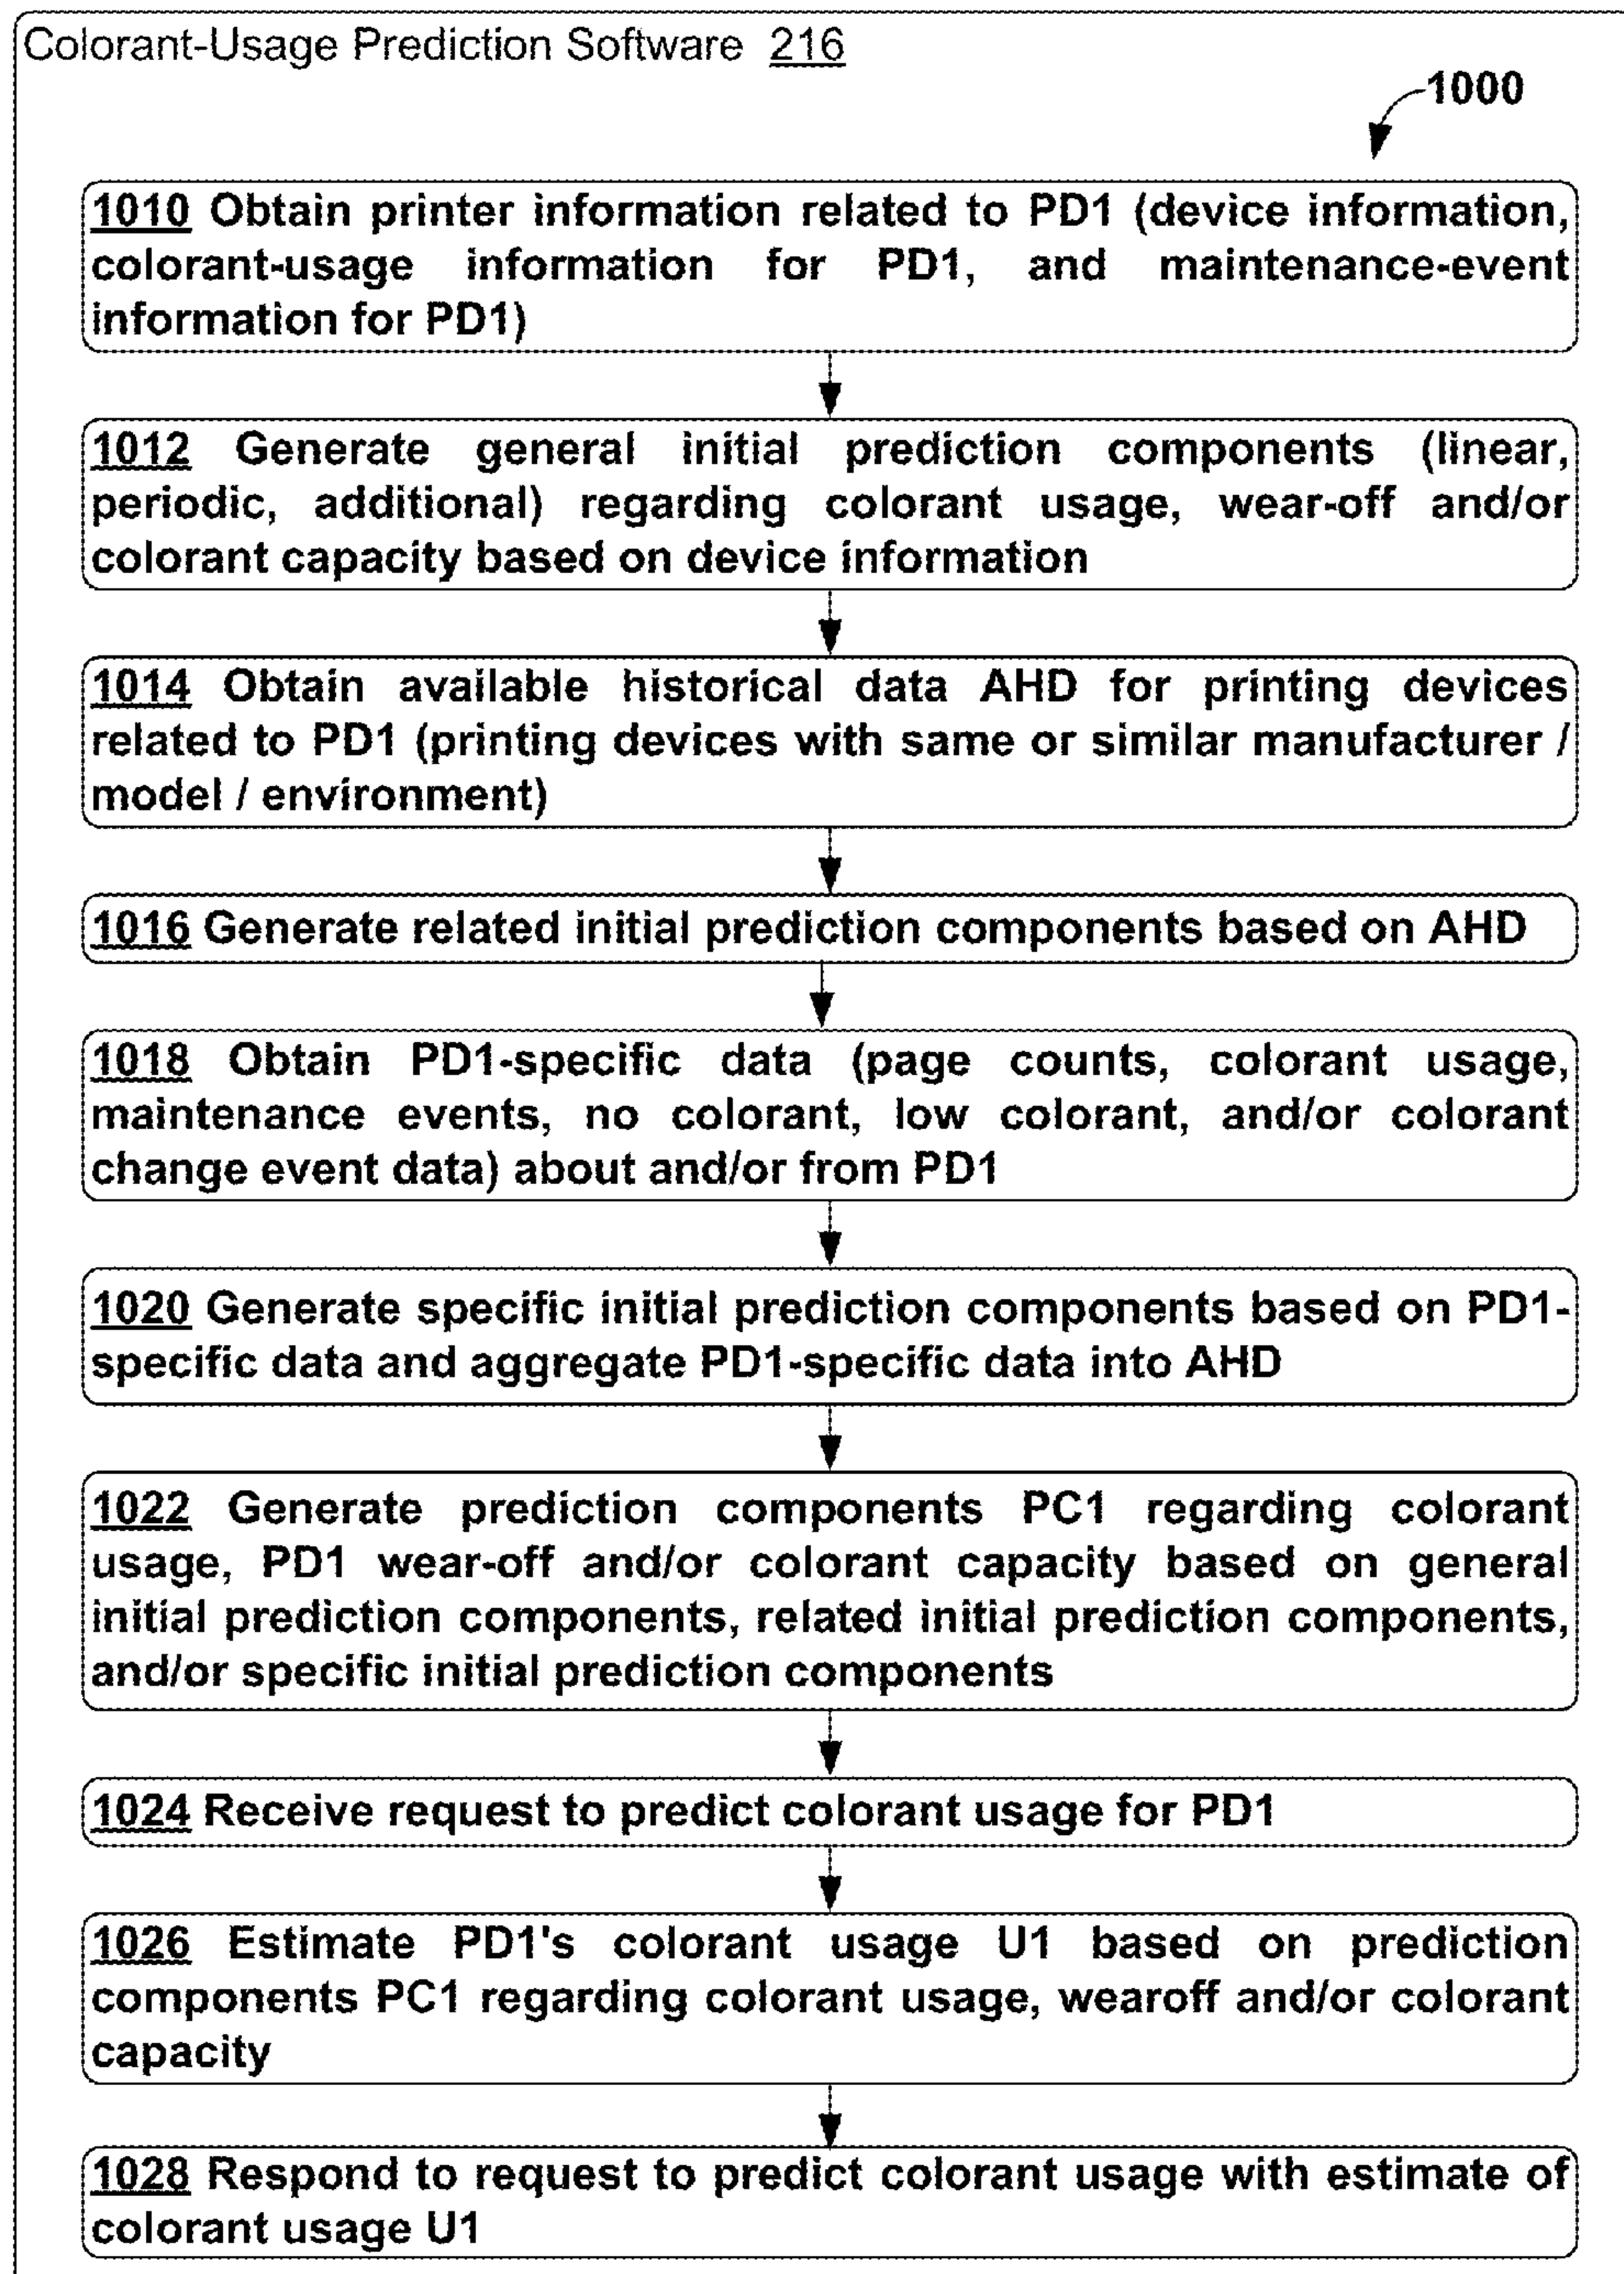 Colorant-Usage Prediction Software 216
1000
1010 Obtain printer information related to PD1 (device information,
colorant-usage information for PD1, and maintenance-event
information for PD1)
1012 Generate general initial prediction components (linear,
periodic, additional) regarding colorant usage, wear-off and/or
colorant capacity based on device information
1014 Obtain available historical data AHD for printing devices
related to PD1 (printing devices with same or similar manufacturer /
model / environment)
1016 Generate related initial prediction components based on AHD
1018 Obtain PD1-specific data (page counts, colorant usage,
maintenance events, no colorant, low colorant, and/or colorant
change event data) about and/or from PD1
1020 Generate specific initial prediction components based on PD1-
specific data and aggregate PD1-specific data into AHD
1022 Generate prediction components PC1 regarding colorant
usage, PD1 wear-off and/or colorant capacity based on general
initial prediction components, related initial prediction components,
and/or specific initial prediction components
1024 Receive request to predict colorant usage for PD1
1026 Estimate PD1's colorant usage U1 based on prediction
components PC1 regarding colorant usage, wearoff and/or colorant
capacity
1028 Respond to request to predict colorant usage with estimate of
colorant usage U1